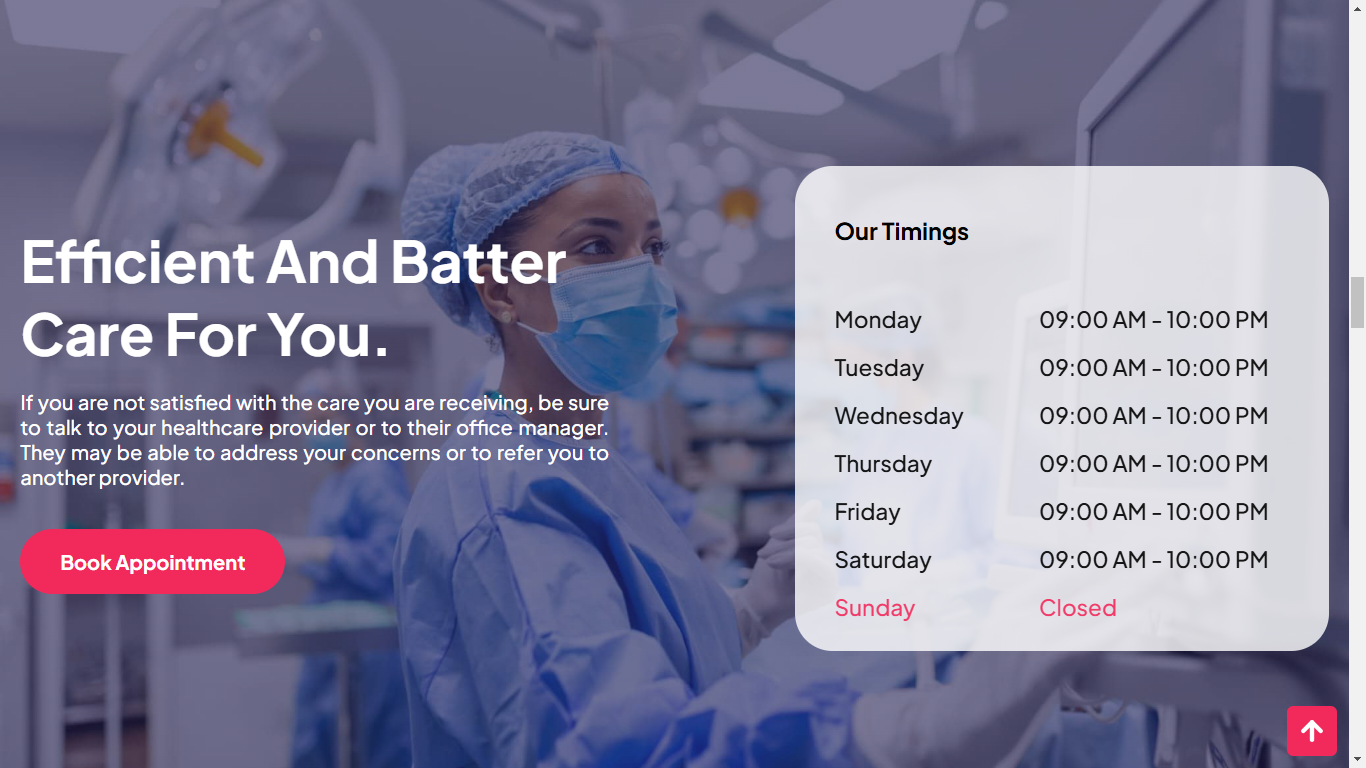 Efficient And Batter
Care For You.
If you are not satisfied with the care you are receiving, be sure
to talk to your healthcare provider or to their office manager.
They may be able to address your concerns or to refer you to
another provider.
Book Appointment
Our Timings
Monday 09:00 AM - 10:00 PM
Tuesday 09:00 AM - 10:00 PM
Wednesday 09:00 AM - 10:00 PM
Thursday 09:00 AM - 10:00 PM
Friday 09:00 AM - 10:00 PM
Saturday 09:00 AM - 10:00 PM
Sunday Closed